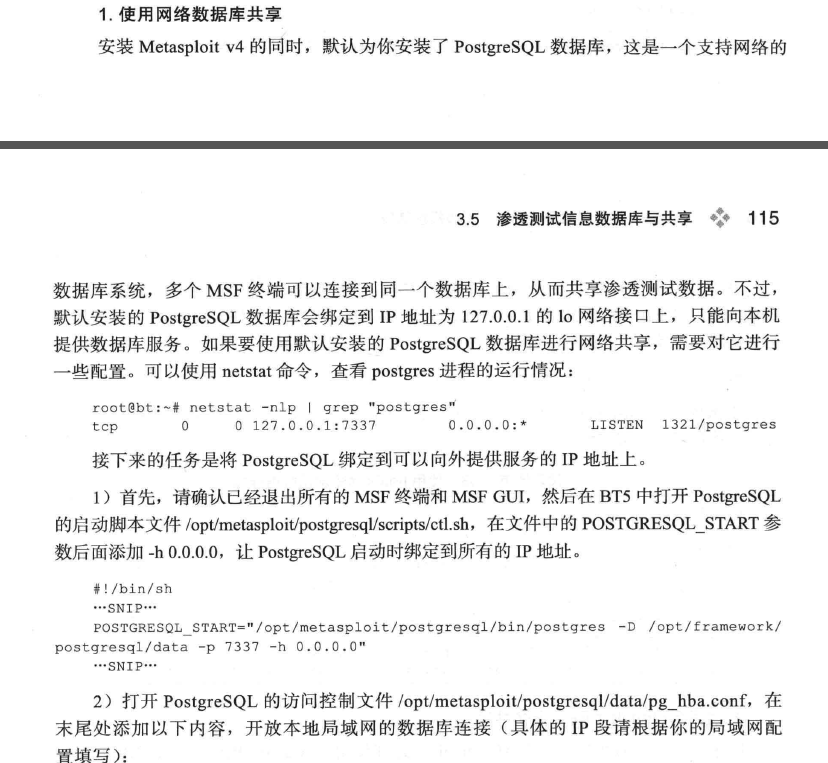 1. 使用网络数据库共享
安装 Metasploit v4 的同时，默认为你安装了 PostgreSQL 数据库，这是一个支持网络的
3.5 渗透测试信息数据库与共享 115
数据库系统，多个 MSF 终端可以连接到同一个数据库上，从而共享渗透测试数据。不过，
默认安装的 PostgreSQL 数据库会绑定到 IP 地址为 127.0.0.1 的 lo 网络接口上，只能向本机
提供数据库服务。如果要使用默认安装的 PostgreSQL 数据库进行网络共享，需要对它进行
一些配置。可以使用 netstat 命令，查看 postgres 进程的运行情况：
root@bt:~# netstat -nlp | grep "postgres"
tcp 0 0 127.0.0.1:7337 0.0.0.0:* LISTEN 1321/postgres
接下来的任务是将 PostgreSQL 绑定到可以向外提供服务的 IP 地址上。
1）首先，请确认已经退出所有的 MSF 终端和 MSF GUI，然后在 BT5 中打开 PostgreSQL
的启动脚本文件 /opt/metasploit/postgresql/scripts/ctl.sh，在文件中的 POSTGRESQL_START 参
数后面添加 -h 0.0.0.0，让 PostgreSQL 启动时绑定到所有的 IP 地址。
#!/bin/sh
…SNIP…
POSTGRESQL_START="/opt/metasploit/postgresql/bin/postgres -D /opt/framework/
postgresql/data -p 7337 -h 0.0.0.0"
…SNIP…
2）打开 PostgreSQL 的访问控制文件 /opt/metasploit/postgresql/data/pg_hba.conf，在
末尾处添加以下内容，开放本地局域网的数据库连接（具体的 IP 段请根据你的局域网配
置填写）：